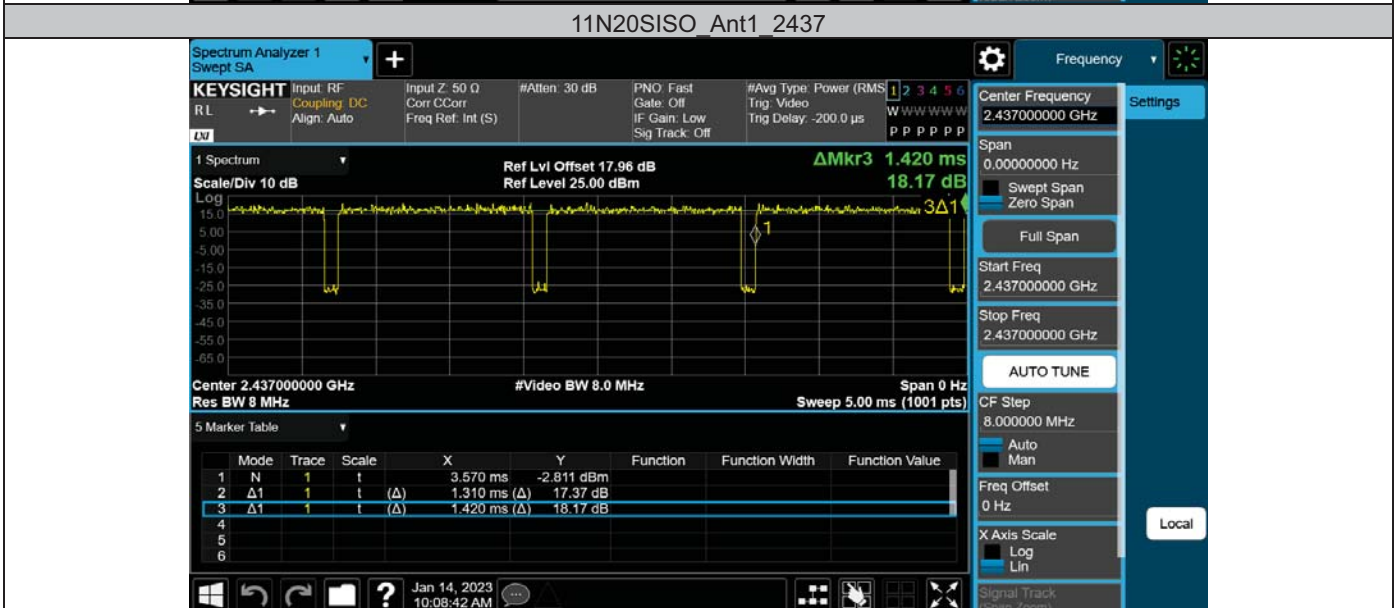 11N20SISO_Ant1_2437
Spectrum Analyzer 1
Swept SA
Frequency
KEYSIGHT
RL
LXI
Input: RF
Coupling: DC
Align: Auto
Input Z: 50 Ω
Corr CCorr
Freq Ref: Int (S)
#Atten: 30 dB
PNO: Fast
Gate: Off
IF Gain: Low
Sig Track: Off
#Avg Type: Power (RMS
Trig: Video
Trig Delay: -200.0 µs
1 2 3 4 5 6
W W W W W W
P P P P P P
1 Spectrum
Scale/Div 10 dB
Ref Lvl Offset 17.96 dB
Ref Level 25.00 dBm
ΔMkr3 1.420 ms
18.17 dB
Log
15.0
5.00
-5.00
-15.0
-25.0
-35.0
-45.0
-55.0
-65.0
1
3Δ1
Center 2.437000000 GHz
#Video BW 8.0 MHz
Span 0 Hz
Res BW 8 MHz
Sweep 5.00 ms (1001 pts)
5 Marker Table
Mode Trace Scale X Y Function Function Width Function Value
1 N 1 t 3.570 ms -2.811 dBm
2 Δ1 1 t (Δ) 1.310 ms (Δ) 17.37 dB
3 Δ1 1 t (Δ) 1.420 ms (Δ) 18.17 dB
4
5
6
Jan 14, 2023
10:08:42 AM
Center Frequency
2.437000000 GHz
Span
0.00000000 Hz
Swept Span
Zero Span
Full Span
Start Freq
2.437000000 GHz
Stop Freq
2.437000000 GHz
AUTO TUNE
CF Step
8.000000 MHz
Auto
Man
Freq Offset
0 Hz
X Axis Scale
Log
Lin
Signal Track
(Span Zoom)
Settings
Local